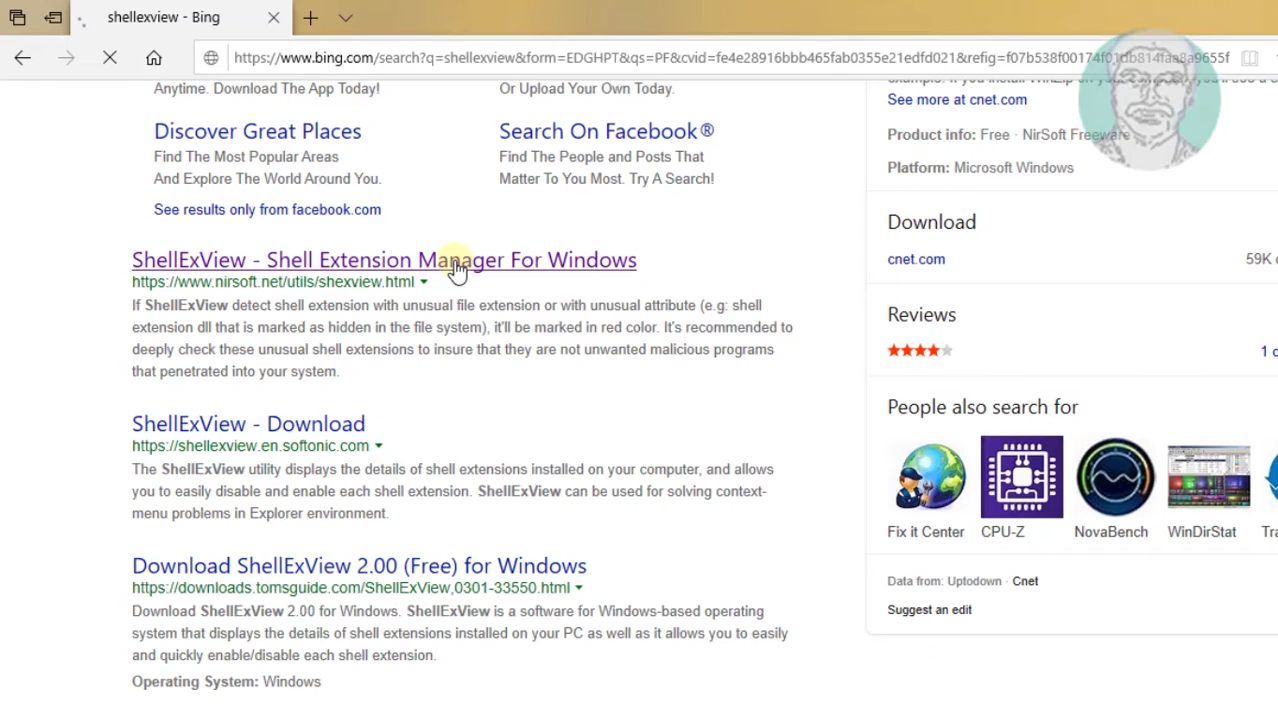 shellexview - Bing
https://www.bing.com/search?q=shellexview&form=EDGHPT&qs=PF&cvid=fe4e28916bbb465fab0355e21edfd021&refig=f07b538f00174f01db814faa8a9655f
Anytime. Download The App Today!
Or Upload Your Own Today.
Discover Great Places
Find The Most Popular Areas
And Explore The World Around You.
Search On Facebook®
Find The People and Posts That
Matter To You Most. Try A Search!
See results only from facebook.com
ShellExView - Shell Extension Manager For Windows
https://www.nirsoft.net/utils/shexview.html
If ShellExView detect shell extension with unusual file extension or with unusual attribute (e.g: shell
extension dll that is marked as hidden in the file system), it'll be marked in red color. It's recommended to
deeply check these unusual shell extensions to insure that they are not unwanted malicious programs
that penetrated into your system.
ShellExView - Download
https://shellexview.en.softonic.com
The ShellExView utility displays the details of shell extensions installed on your computer, and allows
you to easily disable and enable each shell extension. ShellExView can be used for solving context-
menu problems in Explorer environment.
Download ShellExView 2.00 (Free) for Windows
https://downloads.tomsguide.com/ShellExView,0301-33550.html
Download ShellExView 2.00 for Windows. ShellExView is a software for Windows-based operating
system that displays the details of shell extensions installed on your PC as well as it allows you to easily
and quickly enable/disable each shell extension.
Operating System: Windows
See more at cnet.com
Product info: Free · NirSoft Freeware
Platform: Microsoft Windows
Download
cnet.com
59K
Reviews
People also search for
Fix it Center
CPU-Z
NovaBench
WinDirStat
Data from: Uptodown · Cnet
Suggest an edit